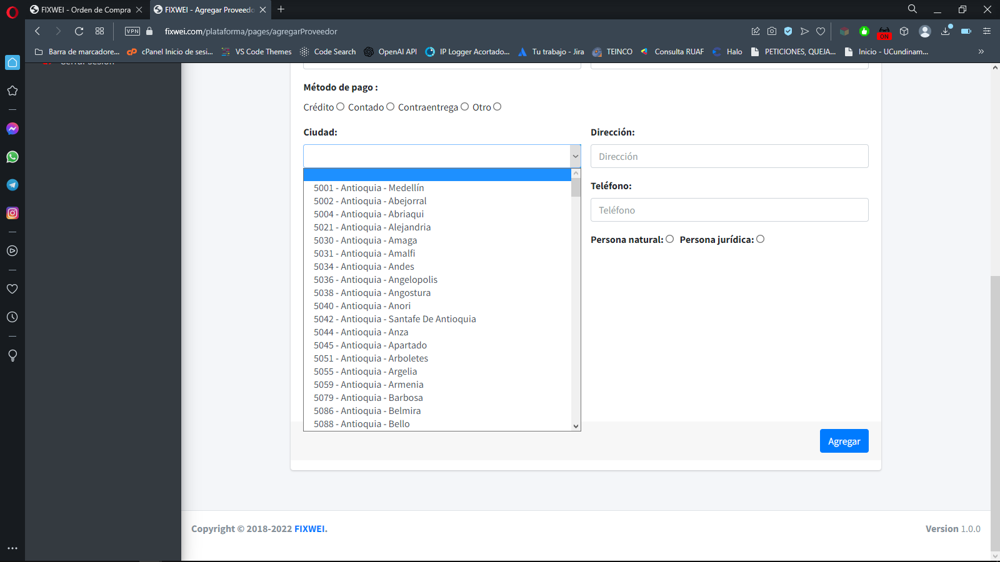 FIXWEI - Orden de Compra
FIXWEI - Agregar Proveedo
VPN
fixwei.com/plataforma/pages/agregarProveedor
ON
Barra de marcadore...
cPanel Inicio de sesi...
VS Code Themes
Code Search
OpenAI API
IP Logger Acortado...
Tu trabajo - Jira
TEINCO
Consulta RUAF
Halo
PETICIONES, QUEJA...
Inicio - UCundinam...
Cerrar Sesión
Método de pago :
Crédito Contado Contraentrega Otro
Ciudad:
Dirección:
Dirección
Teléfono:
Teléfono
Persona natural: Persona jurídica:
5001 - Antioquia - Medellín
5002 - Antioquia - Abejorral
5004 - Antioquia - Abriaqui
5021 - Antioquia - Alejandria
5030 - Antioquia - Amaga
5031 - Antioquia - Amalfi
5034 - Antioquia - Andes
5036 - Antioquia - Angelopolis
5038 - Antioquia - Angostura
5040 - Antioquia - Anori
5042 - Antioquia - Santafe De Antioquia
5044 - Antioquia - Anza
5045 - Antioquia - Apartado
5051 - Antioquia - Arboletes
5055 - Antioquia - Argelia
5059 - Antioquia - Armenia
5079 - Antioquia - Barbosa
5086 - Antioquia - Belmira
5088 - Antioquia - Bello
Agregar
Copyright © 2018-2022 FIXWEI.
Version 1.0.0